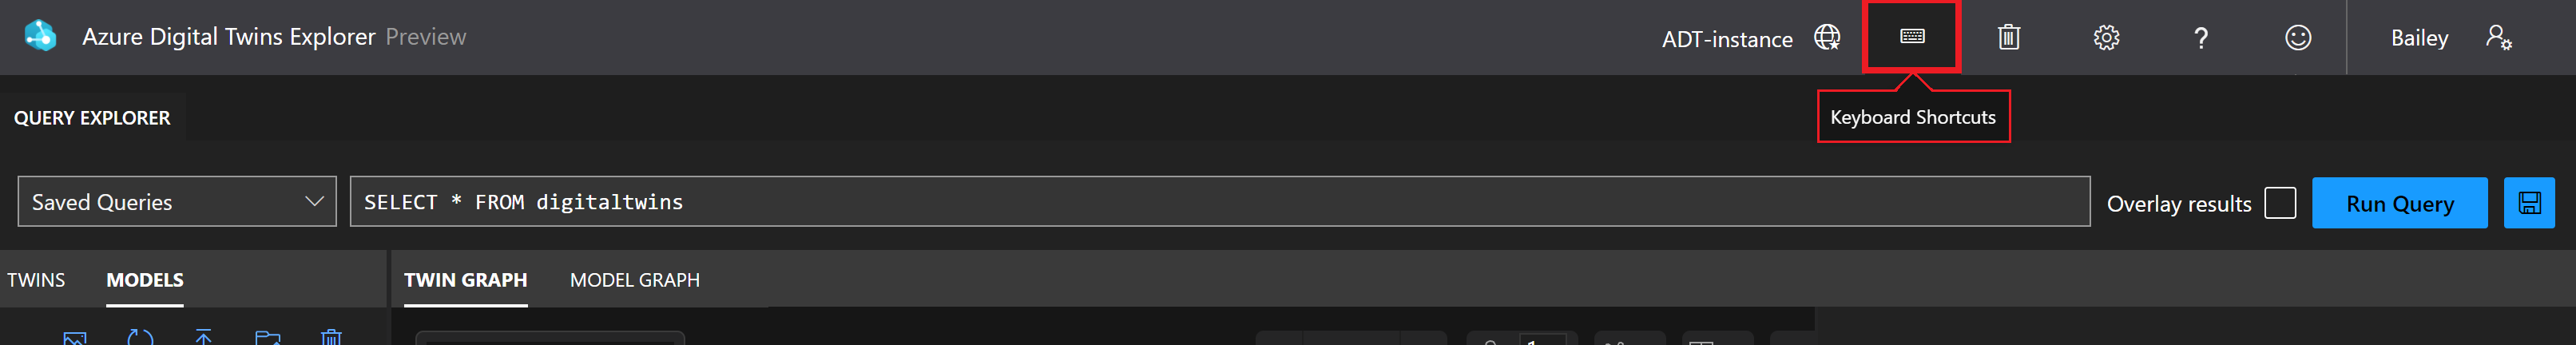 Azure Digital Twins Explorer Preview
ADT-instance
?
Bailey
Keyboard Shortcuts
QUERY EXPLORER
Saved Queries
SELECT * FROM digitaltwins
Overlay results
Run Query
TWINS
MODELS
TWIN GRAPH
MODEL GRAPH